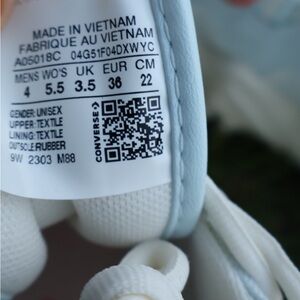 MADE IN VIETNAM
FABRIQUE AU VIETNAM
A05018C 04G51F04DXWYC
MENS WO'S UK EUR CM
4 5.5 3.5 36 22
GENDER: UNISEX
UPPER: TEXTILE
LINING: TEXTILE
OUTSOLE: RUBBER
9W 2303 M88
CONVERSE